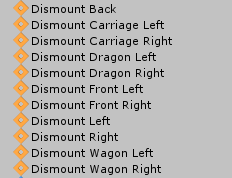 Dismount Back
Dismount Carriage Left
Dismount Carriage Right
Dismount Dragon Left
Dismount Dragon Right
Dismount Front Left
Dismount Front Right
Dismount Left
Dismount Right
Dismount Wagon Left
Dismount Wagon Right